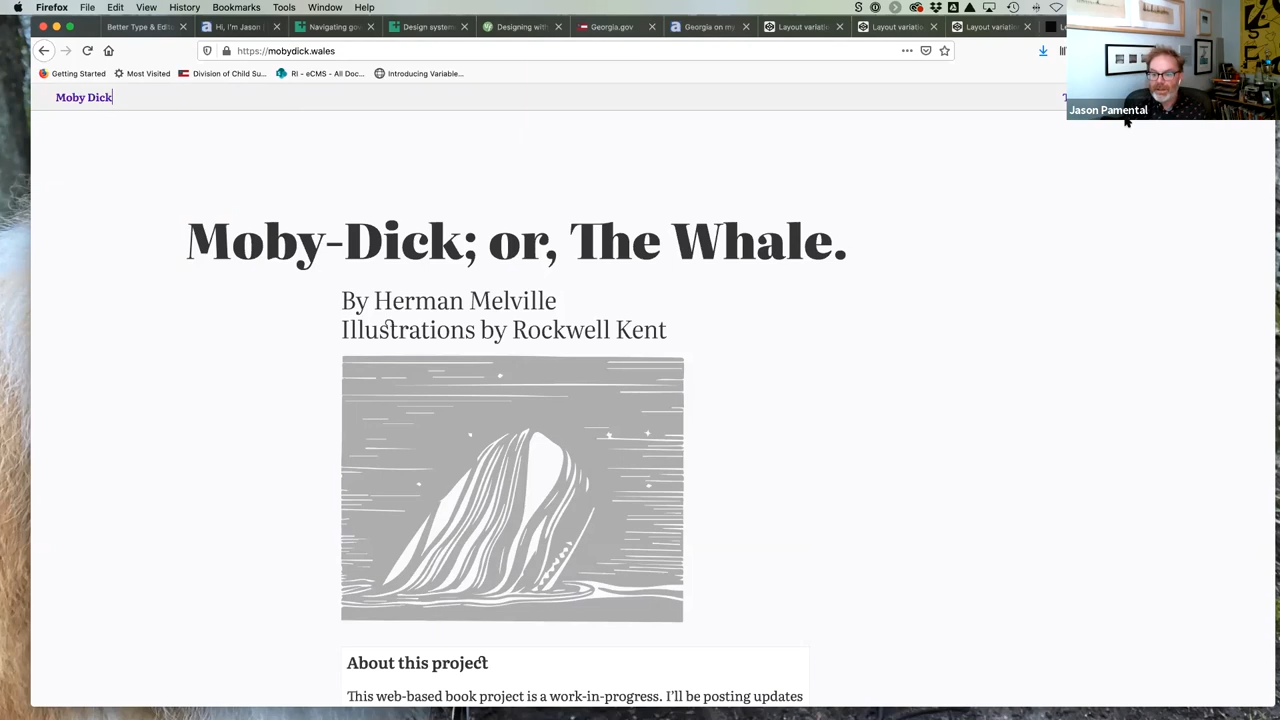 Firefox File Edit View History Bookmarks Tools Window Help
Better Type & Edit Hi, I'm Jason Navigating gov Design system Designing with Georgia.gov Georgia on my Layout variatio Layout variatio Layout variatio
https://mobydick.wales
Getting Started Most Visited Division of Child Su... RI - eCMS - All Doc... Introducing Variable...
Moby Dick
Jason Pamental
Moby-Dick; or, The Whale.
By Herman Melville
Illustrations by Rockwell Kent
About this project
This web-based book project is a work-in-progress. I'll be posting updates